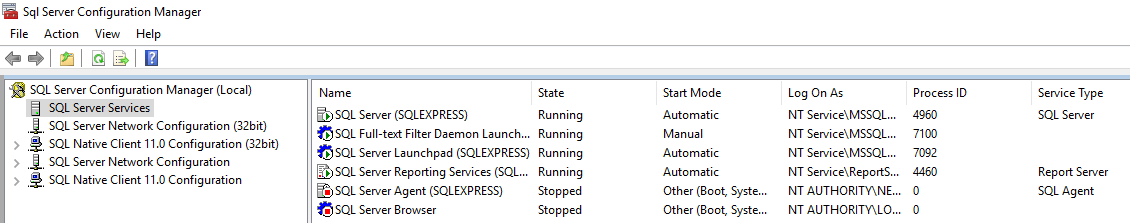 Sql Server Configuration Manager
File Action View Help
SQL Server Configuration Manager (Local)
SQL Server Services
SQL Server Network Configuration (32bit)
SQL Native Client 11.0 Configuration (32bit)
SQL Server Network Configuration
SQL Native Client 11.0 Configuration
Name State Start Mode Log On As Process ID Service Type
SQL Server (SQLEXPRESS) Running Automatic NT Service\MSSQL... 4960 SQL Server
SQL Full-text Filter Daemon Launch... Running Manual NT Service\MSSQL... 7100
SQL Server Launchpad (SQLEXPRESS) Running Automatic NT Service\MSSQL... 7092
SQL Server Reporting Services (SQL... Running Automatic NT Service\ReportS... 4460 Report Server
SQL Server Agent (SQLEXPRESS) Stopped Other (Boot, Syste... NT AUTHORITY\NE... 0 SQL Agent
SQL Server Browser Stopped Other (Boot, Syste... NT AUTHORITY\LO... 0